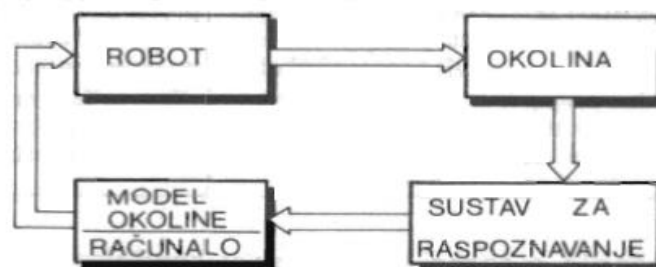 ROBOT
OKOLINA
MODEL
OKOLINE
RAČUNALO
SUSTAV ZA
RASPOZNAVANJE